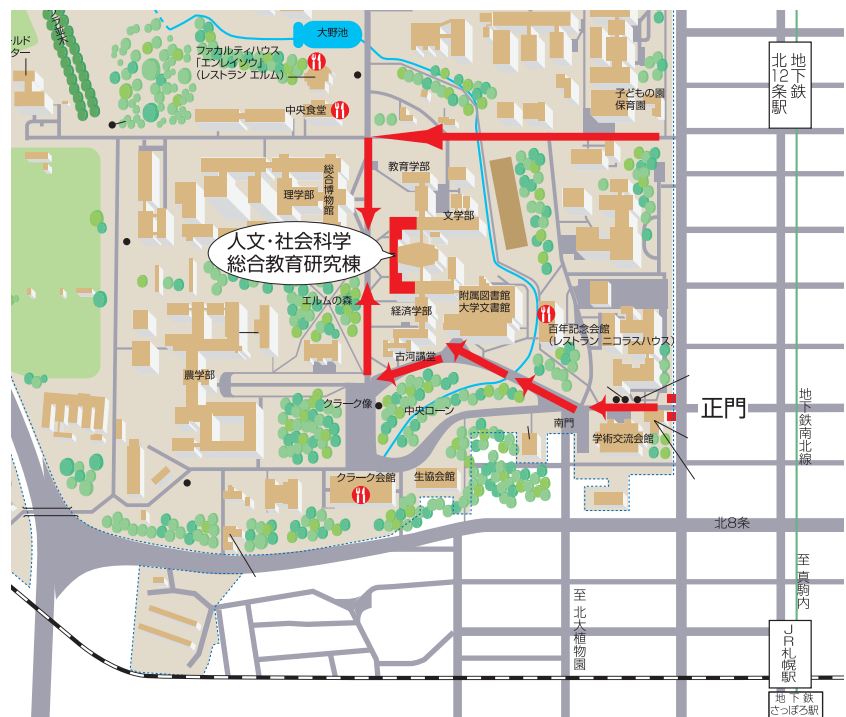 大野池
ファカルティハウス
「エンレイソウ」
(レストラン エルム)
中央食堂
地下鉄
北12条駅
子どもの園
保育園
教育学部
理学部
総合博物館
文学部
人文・社会科学
総合教育研究棟
エルムの森
経済学部
附属図書館
大学文書館
百年記念会館
(レストラン ニコラスハウス)
古河講堂
農学部
クラーク像
中央ローン
南門
正門
学術交流会館
地下鉄南北線
クラーク会館
生協会館
北8条
至 真駒内
至 北大植物園
JR札幌駅
地下鉄
さっぽろ駅